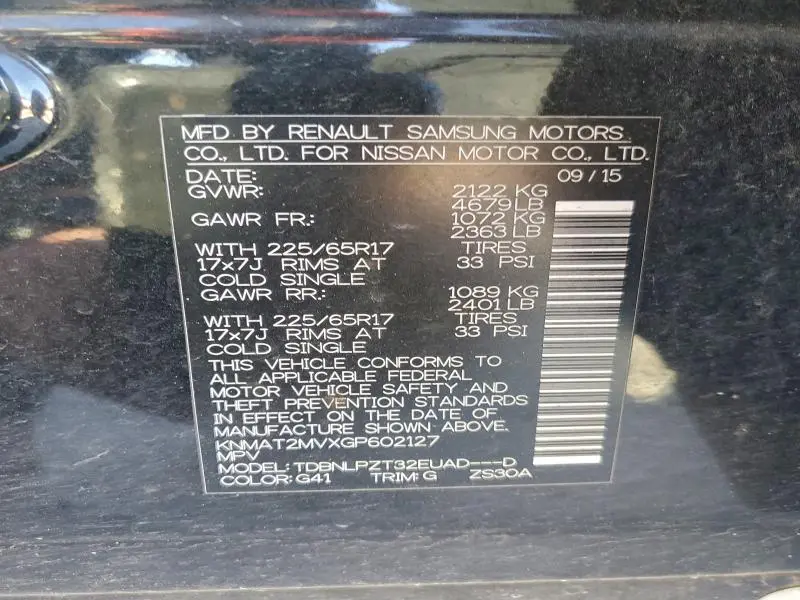 MFD BY RENAULT SAMSUNG MOTORS
CO., LTD. FOR NISSAN MOTOR CO., LTD.
DATE: 09 / 15
GVWR: 2122 KG
4679 LB
GAWR FR.: 1072 KG
2363 LB
WITH 225/65R17 TIRES
17x7J RIMS AT 33 PSI
COLD SINGLE
GAWR RR.: 1089 KG
2401 LB
WITH 225/65R17 TIRES
17x7J RIMS AT 33 PSI
COLD SINGLE
THIS VEHICLE CONFORMS TO
ALL APPLICABLE FEDERAL
MOTOR VEHICLE SAFETY AND
THEFT PREVENTION STANDARDS
IN EFFECT ON THE DATE OF
MANUFACTURE SHOWN ABOVE.
KNMAT2MVXGP602127
MPV
MODEL: TDBNLPZT32EUAD---D
COLOR: G41 TRIM: G ZS30A